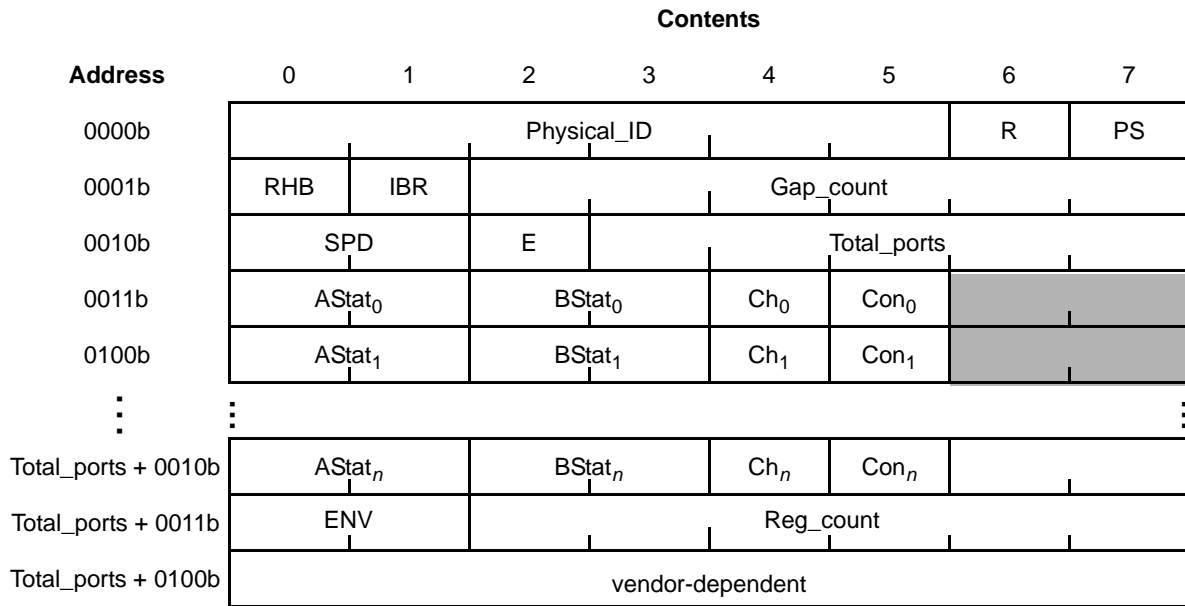 Contents
Address 0 1 2 3 4 5 6 7
0000b Physical_ID R PS
0001b RHB IBR Gap_count
0010b SPD E Total_ports
0011b AStat0 BStat0 Ch0 Con0
0100b AStat1 BStat1 Ch1 Con1
Total_ports + 0010b AStatn BStatn Chn Conn
Total_ports + 0011b ENV Reg_count
Total_ports + 0100b vendor-dependent